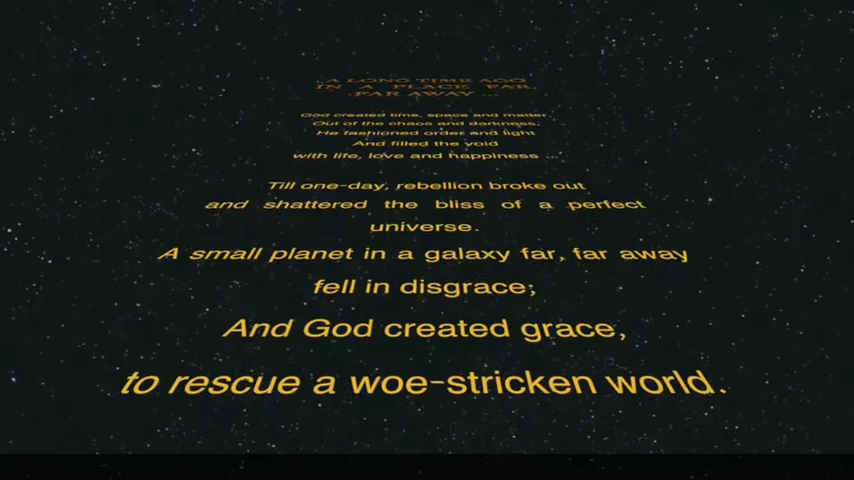 A LONG TIME AGO
IN A PLACE FAR,
FAR AWAY ...
God created time, space and matter
Out of the chaos and darkness,
He fashioned order and light
And filled the void
with life, love and happiness ...
Till one-day, rebellion broke out
and shattered the bliss of a perfect
universe.
A small planet in a galaxy far, far away
fell in disgrace;
And God created grace,
to rescue a woe-stricken world.